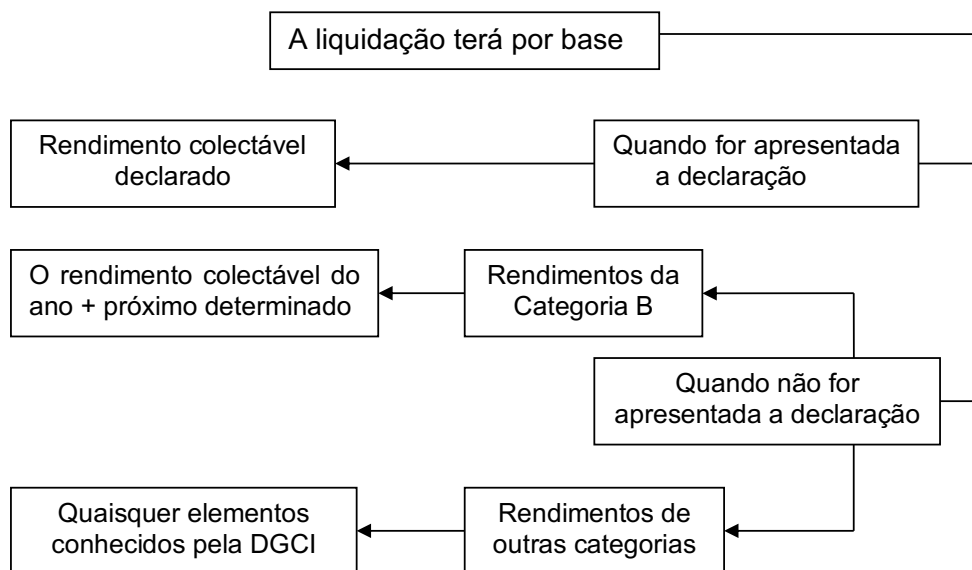 A liquidação terá por base
Rendimento colectável
declarado
Quando for apresentada
a declaração
O rendimento colectável do
ano + próximo determinado
Rendimentos da
Categoria B
Quando não for
apresentada a declaração
Quaisquer elementos
conhecidos pela DGCI
Rendimentos de
outras categorias